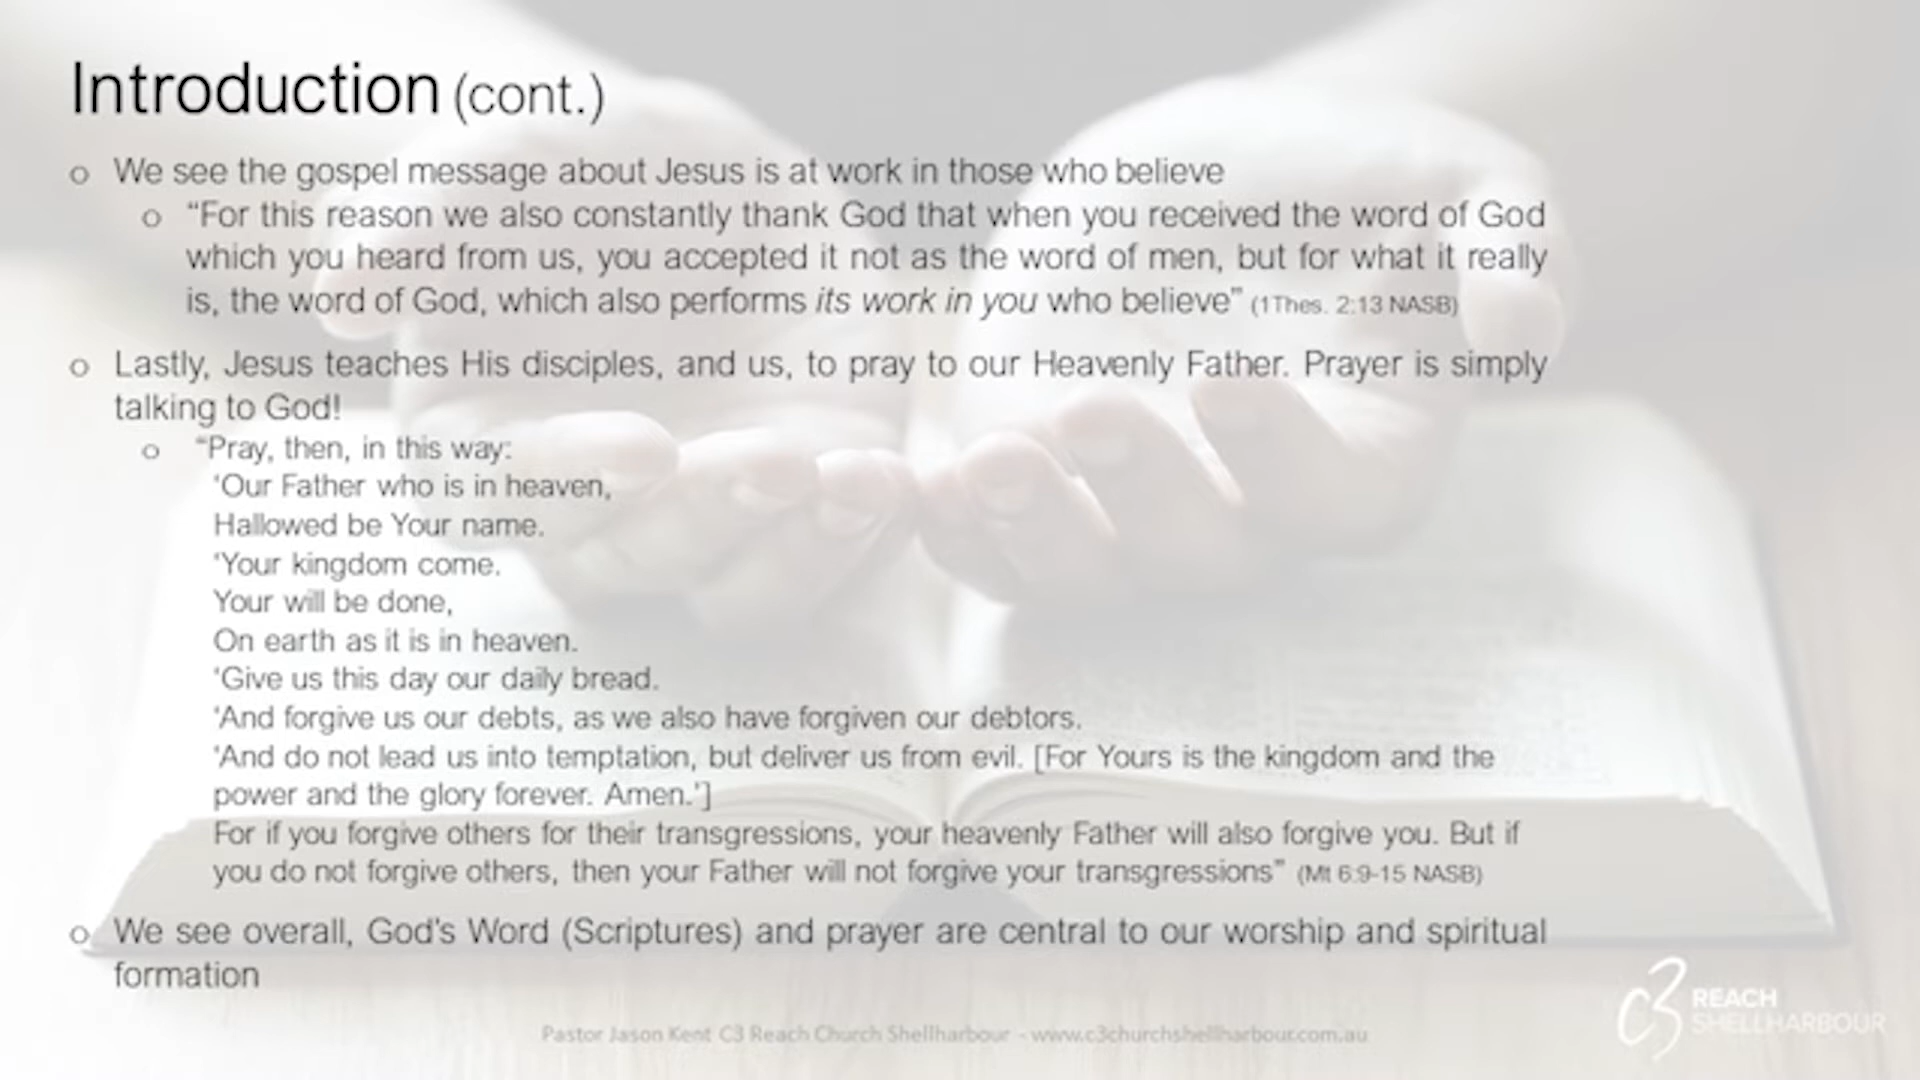 Introduction (cont.)
o We see the gospel message about Jesus is at work in those who believe
o “For this reason we also constantly thank God that when you received the word of God
which you heard from us, you accepted it not as the word of men, but for what it really
is, the word of God, which also performs its work in you who believe” (1Thes. 2:13 NASB)
o Lastly, Jesus teaches His disciples, and us, to pray to our Heavenly Father. Prayer is simply
talking to God!
o “Pray, then, in this way:
‘Our Father who is in heaven,
Hallowed be Your name.
‘Your kingdom come.
Your will be done,
On earth as it is in heaven.
‘Give us this day our daily bread.
‘And forgive us our debts, as we also have forgiven our debtors.
‘And do not lead us into temptation, but deliver us from evil. [For Yours is the kingdom and the
power and the glory forever. Amen.’]
For if you forgive others for their transgressions, your heavenly Father will also forgive you. But if
you do not forgive others, then your Father will not forgive your transgressions” (Mt 6:9-15 NASB)
o We see overall, God’s Word (Scriptures) and prayer are central to our worship and spiritual
formation
C3 REACH
SHELLHARBOUR
Pastor Jason Kent C3 Reach Church Shellharbour - www.c3churchshellharbour.com.au